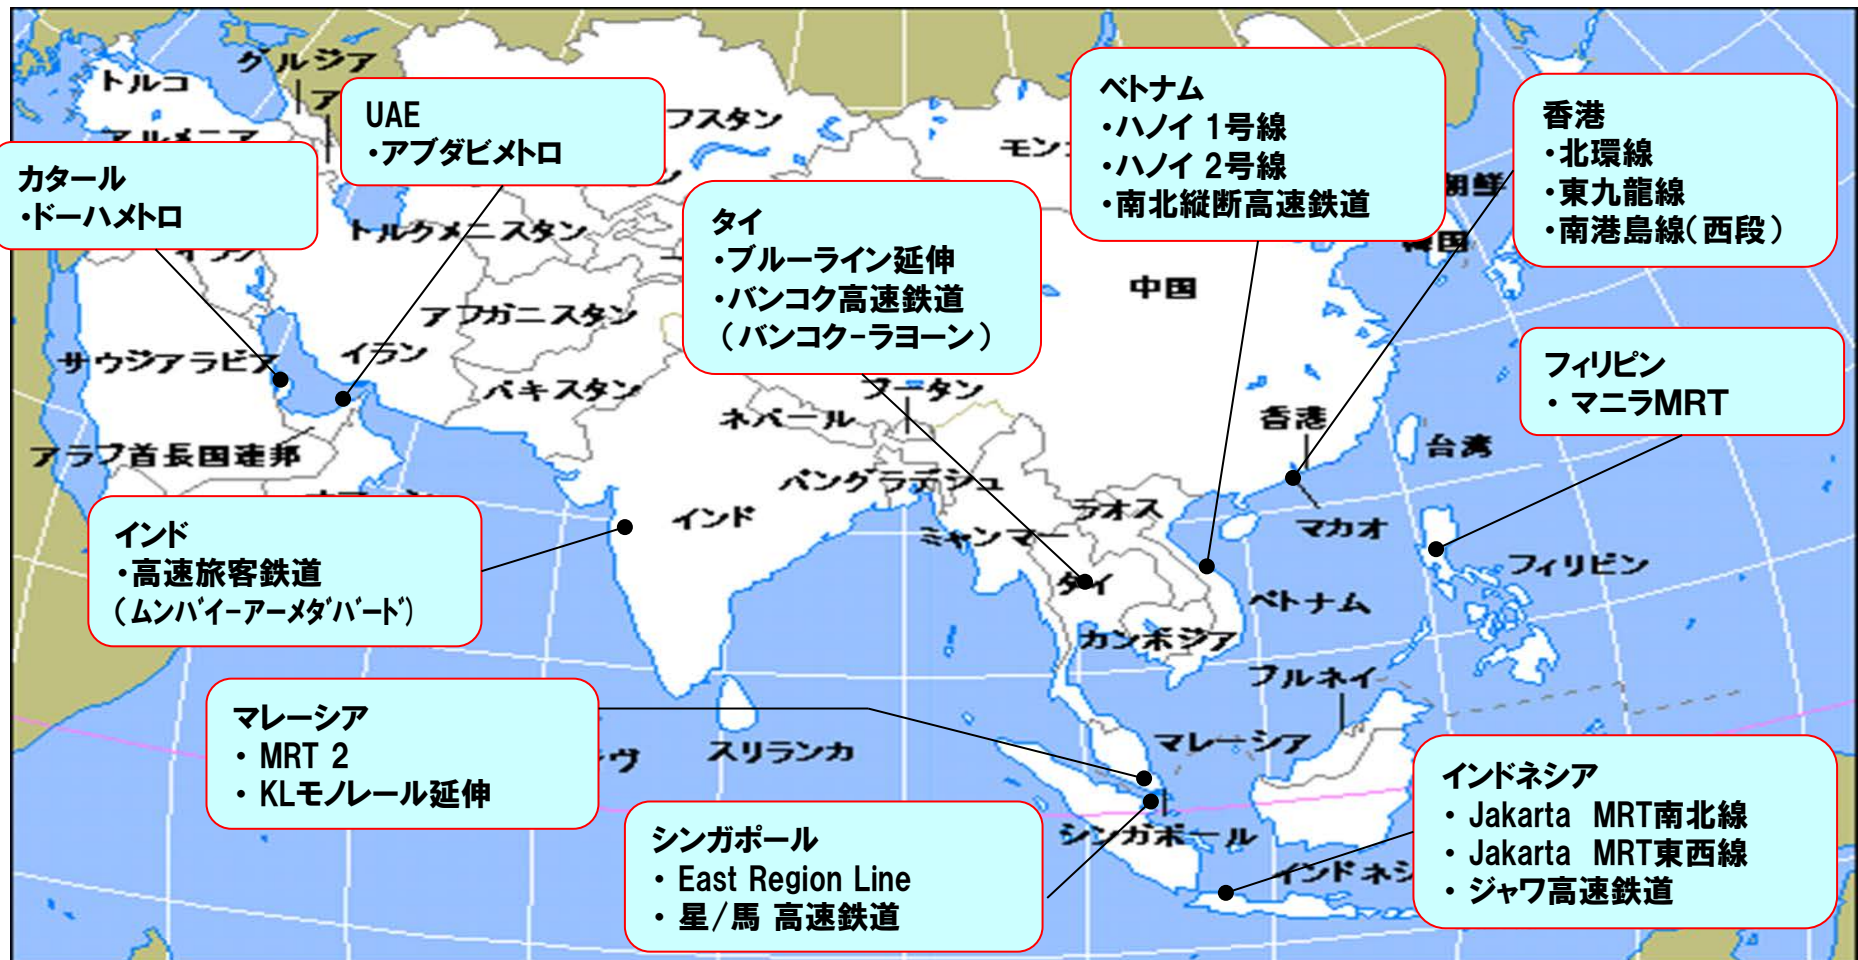 トルコ
グルジア
ア
アルメニア
フスタン
モン
朝鮮
韓国
トルクメニスタン
中国
アフガニスタン
サウジアラビア
イラン
パキスタン
ブータン
ネパール
香港
台湾
アラブ首長国連邦
バングラデシュ
インド
ラオス
ミャンマー
マカオ
タイ
フィリピン
ベトナム
カンボジア
ブルネイ
マレーシア
スリランカ
ヴ
シンガポール
インドネシ
カタール
・ドーハメトロ
UAE
・アブダビメトロ
タイ
・ブルーライン延伸
・バンコク高速鉄道
（バンコク-ラヨーン）
ベトナム
・ハノイ 1号線
・ハノイ 2号線
・南北縦断高速鉄道
香港
・北環線
・東九龍線
・南港島線(西段）
フィリピン
・ マニラMRT
インド
・高速旅客鉄道
（ムンバイ-アーメダバード）
マレーシア
・ MRT 2
・ KLモノレール延伸
シンガポール
・ East Region Line
・ 星/馬 高速鉄道
インドネシア
・ Jakarta　MRT南北線
・ Jakarta　MRT東西線
・ ジャワ高速鉄道